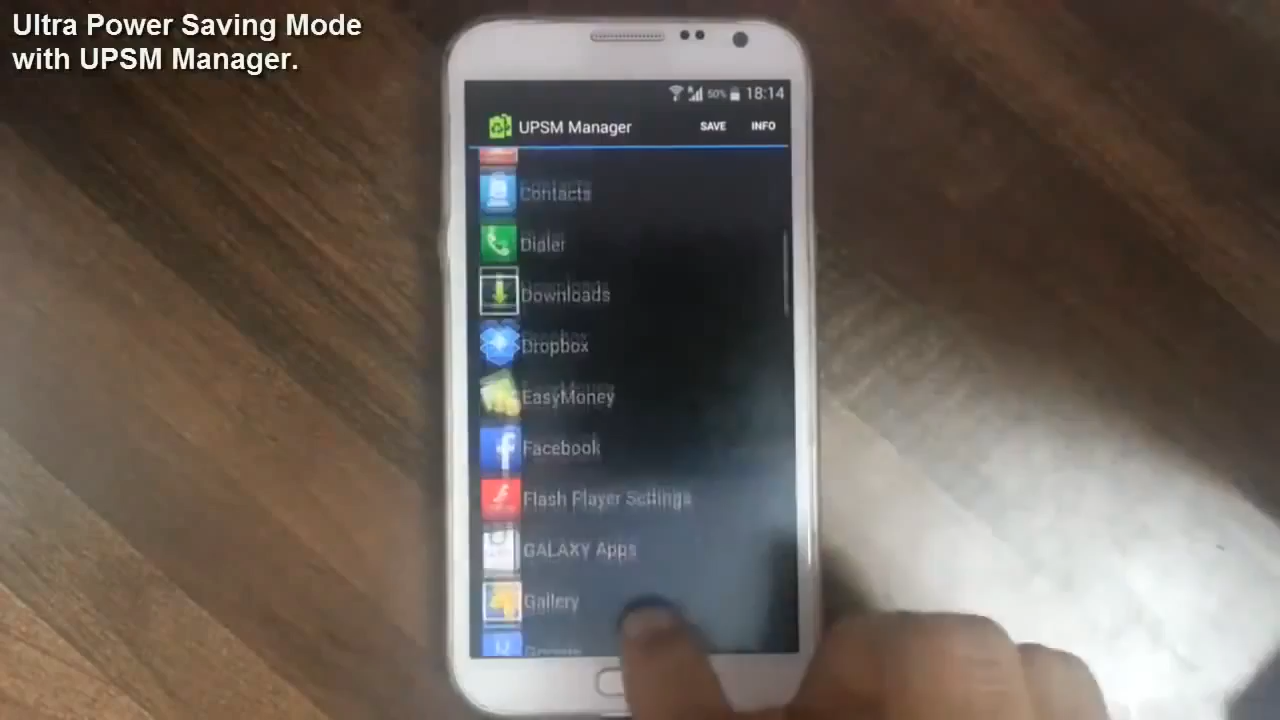 Ultra Power Saving Mode
with UPSM Manager.
50% 18:14
UPSM Manager SAVE INFO
Contacts
Dialer
Downloads
Dropbox
EasyMoney
Facebook
Flash Player Settings
GALAXY Apps
Gallery